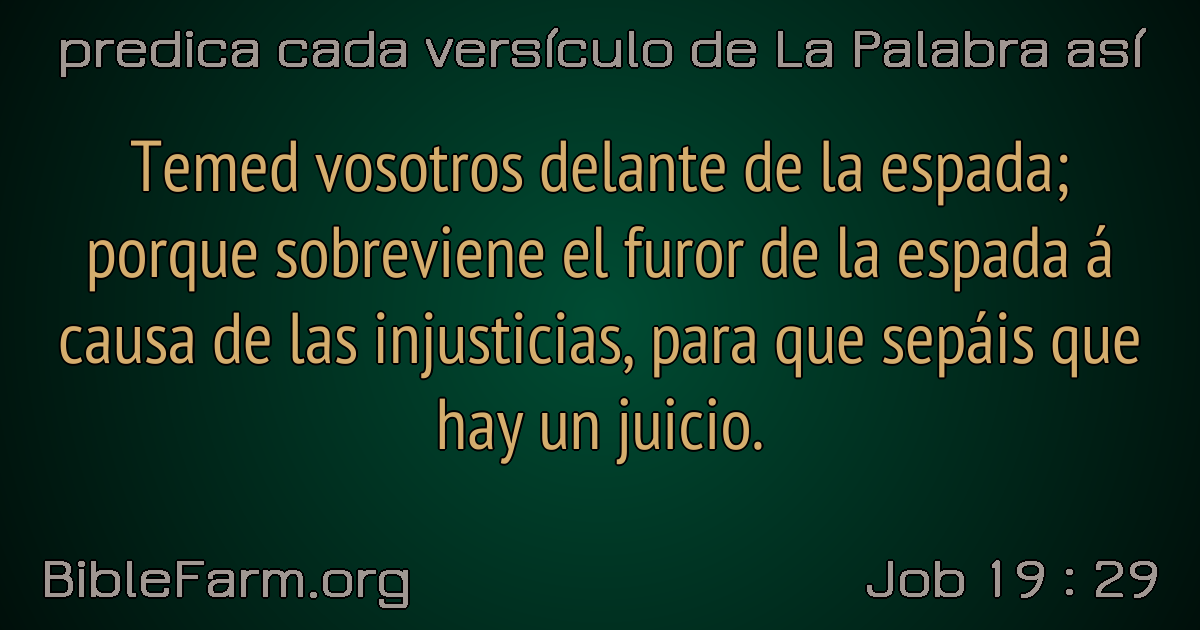 predica cada versículo de La Palabra así
Temed vosotros delante de la espada;
porque sobreviene el furor de la espada á
causa de las injusticias, para que sepáis que
hay un juicio.
BibleFarm.org
Job 19 : 29